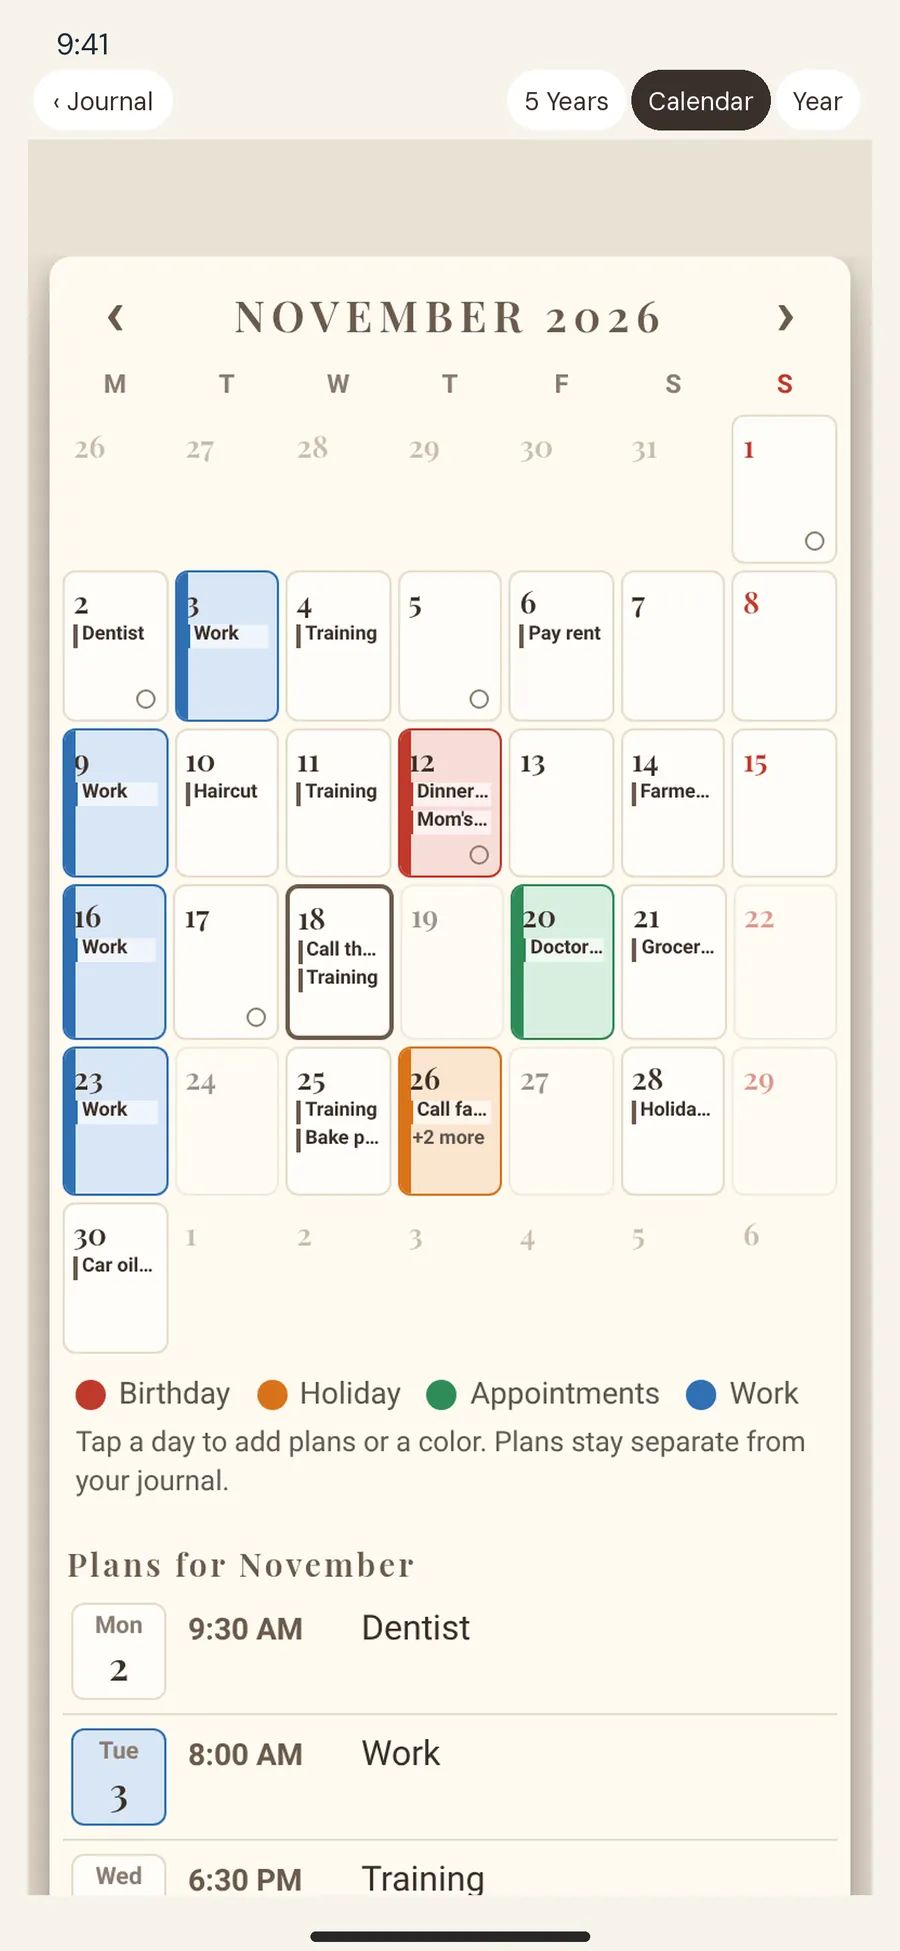 9:41
‹ Journal 5 Years Calendar Year
‹ NOVEMBER 2026 ›
M T W T F S S
26 27 28 29 30 31 1
2 3 4 5 6 7 8
Dentist Work Training Pay rent
9 10 11 12 13 14 15
Work Haircut Training Dinner... Farme...
Mom's...
16 17 18 19 20 21 22
Work Call th... Doctor... Grocer...
Training
23 24 25 26 27 28 29
Work Training Call fa... Holida...
Bake p... +2 more
30 1 2 3 4 5 6
Car oil...
Birthday Holiday Appointments Work
Tap a day to add plans or a color. Plans stay separate from
your journal.
Plans for November
Mon
2 9:30 AM Dentist
Tue
3 8:00 AM Work
Wed 6:30 PM Training